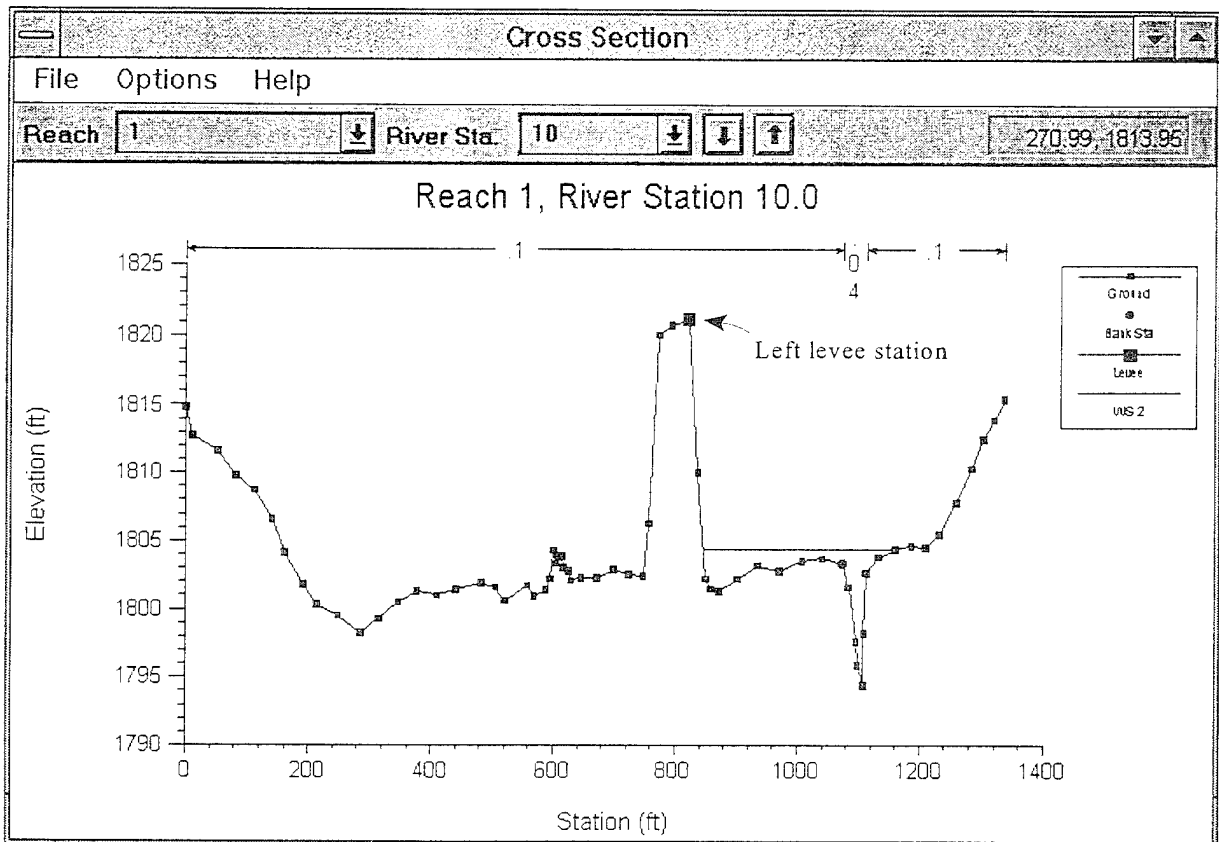 Cross Section
File Options Help
Reach 1 River Sta. 10 270.99, 1813.95
Reach 1, River Station 10.0
.1 .04 .1
1825
1820
1815
1810
1805
1800
1795
1790
Elevation (ft)
Left levee station
Ground
Bank Sta
Levee
WS 2
0 200 400 600 800 1000 1200 1400
Station (ft)